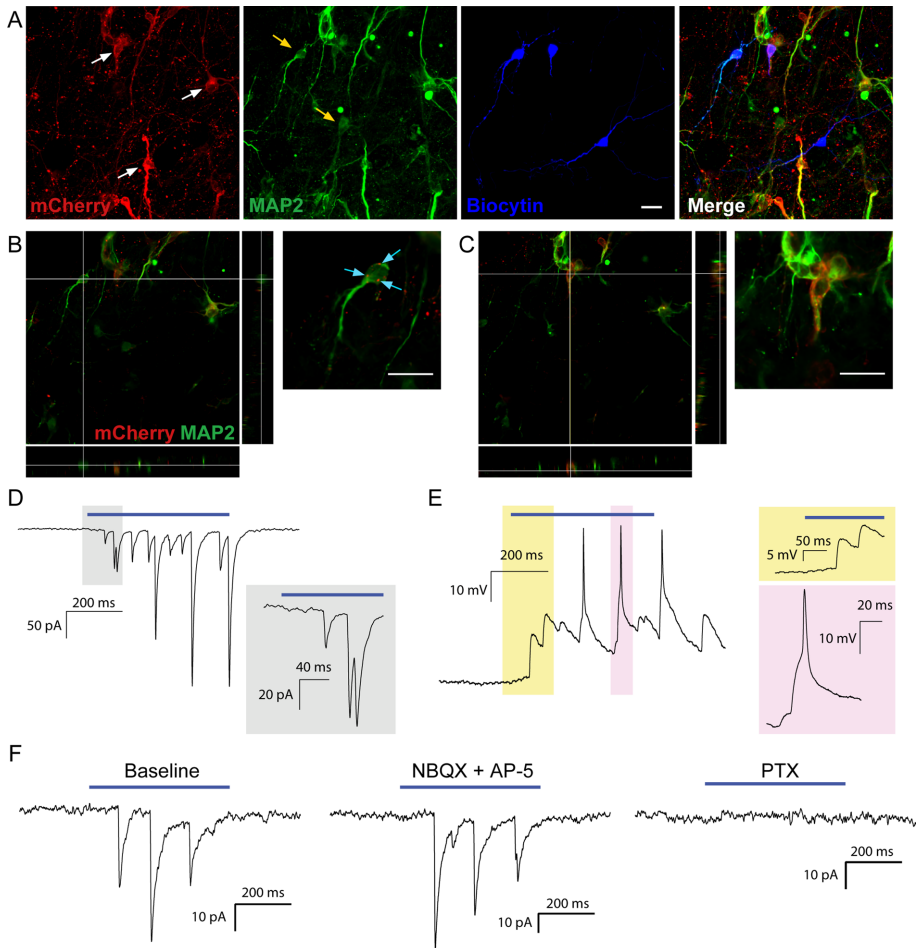 A
mCherry
MAP2
Biocytin
Merge
B
mCherry MAP2
C
D
200 ms
50 pA
40 ms
20 pA
E
200 ms
10 mV
50 ms
5 mV
20 ms
10 mV
F
Baseline
NBQX + AP-5
PTX
200 ms
10 pA
200 ms
10 pA
200 ms
10 pA